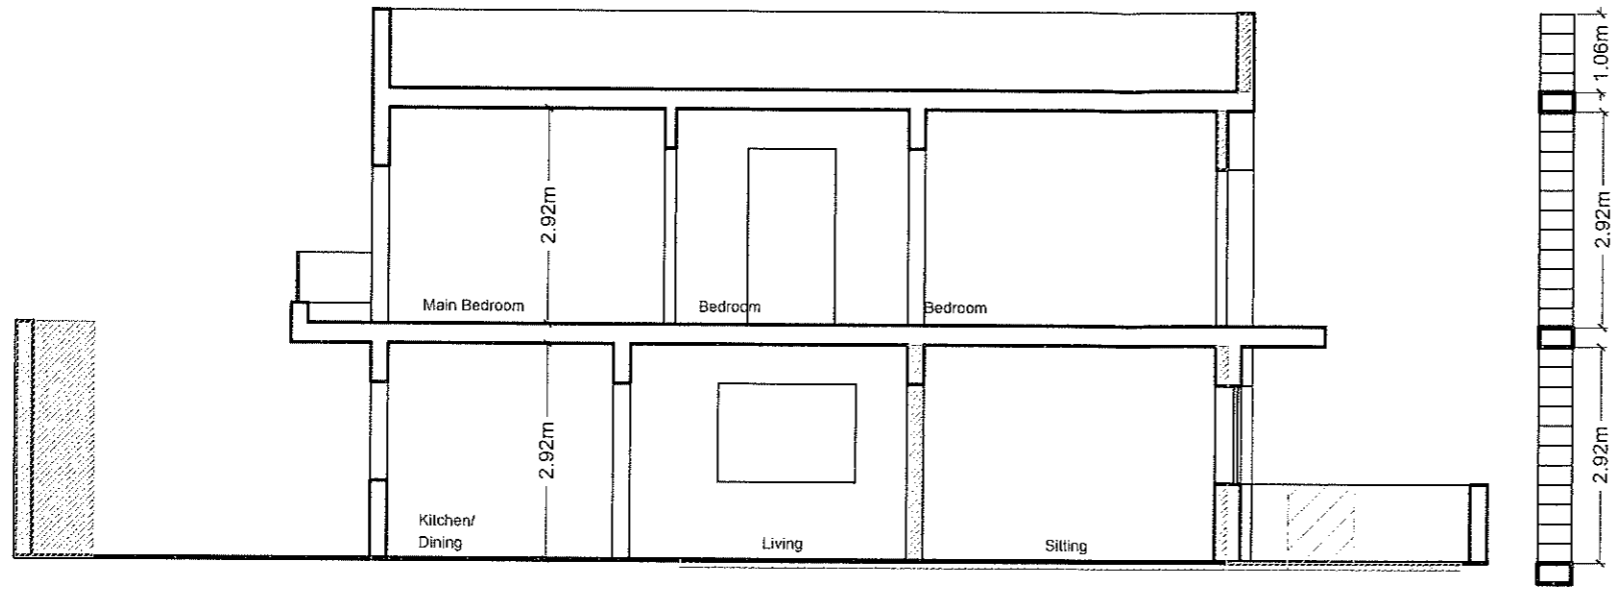 1.06m
2.92m
2.92m
Main Bedroom
Bedroom
Bedroom
2.92m
2.92m
Kitchen/
Dining
Living
Sitting